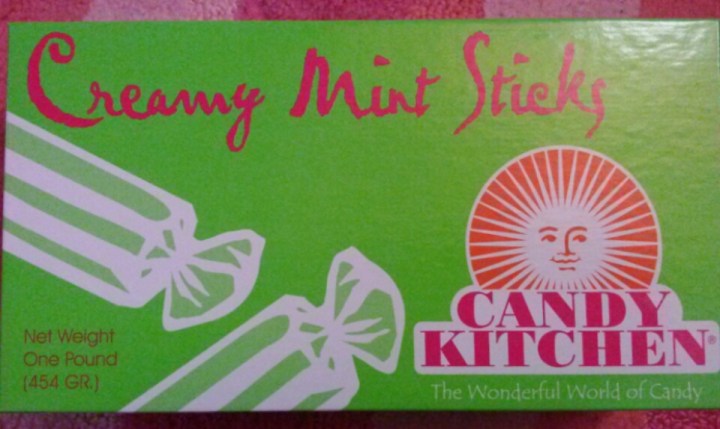 Creamy Mint Sticks
CANDY
KITCHEN®
The Wonderful World of Candy
Net Weight
One Pound
(454 GR.)